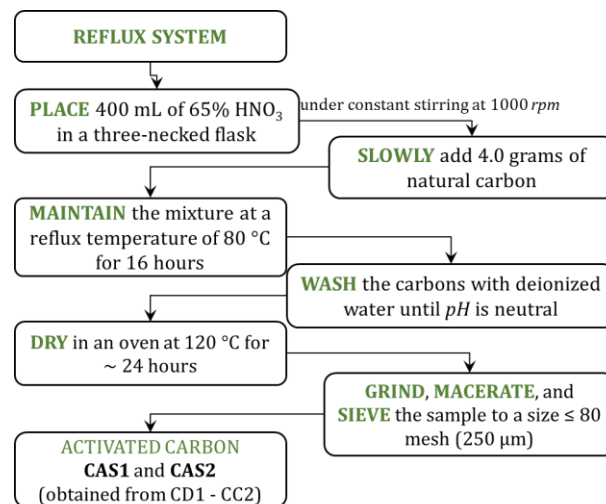 REFLUX SYSTEM
PLACE 400 mL of 65% HNO₃
in a three-necked flask
under constant stirring at 1000 rpm
SLOWLY add 4.0 grams of
natural carbon
MAINTAIN the mixture at a
reflux temperature of 80 °C
for 16 hours
WASH the carbons with deionized
water until pH is neutral
DRY in an oven at 120 °C for
~ 24 hours
GRIND, MACERATE, and
SIEVE the sample to a size ≤ 80
mesh (250 µm)
ACTIVATED CARBON
CAS1 and CAS2
(obtained from CD1 - CC2)